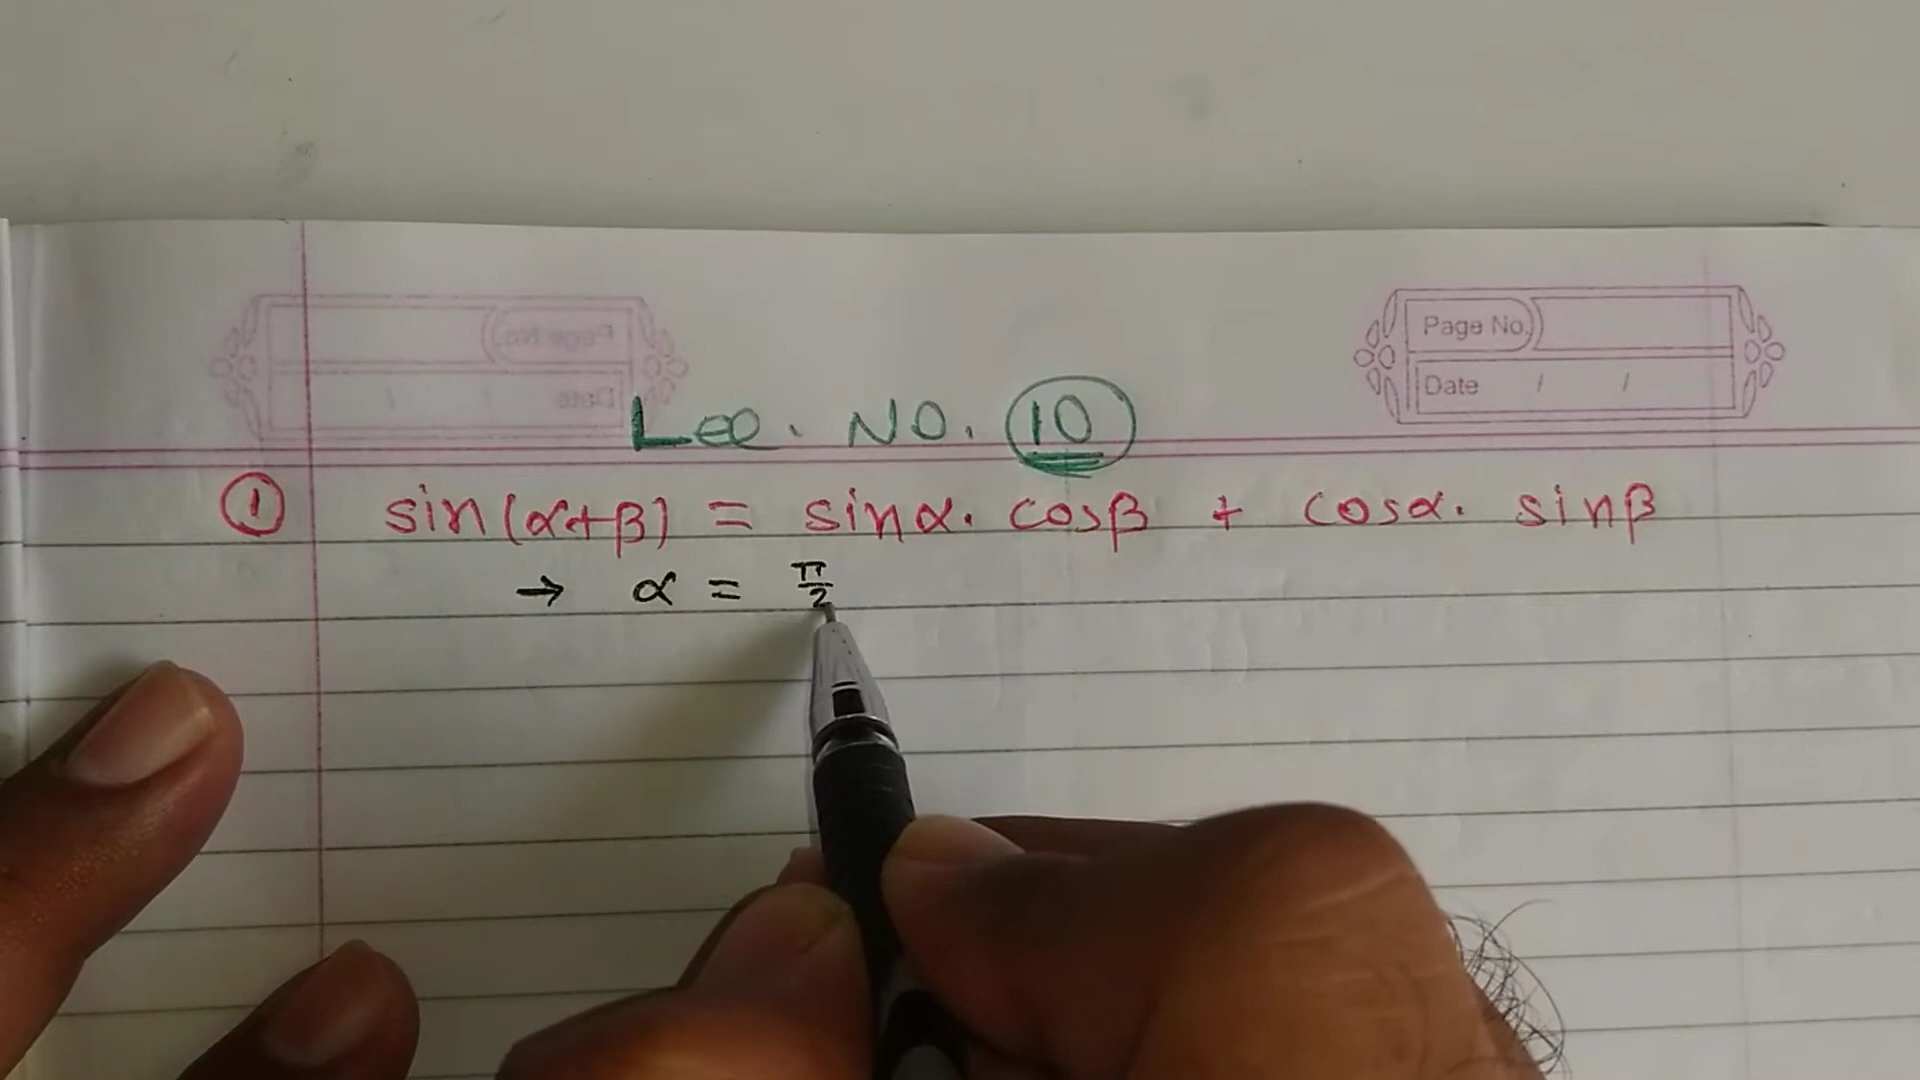 Page No.
Date / /
Lec. NO. 10
① sin(α+β) = sinα. cosβ + cosα. sinβ
→ α = π/2